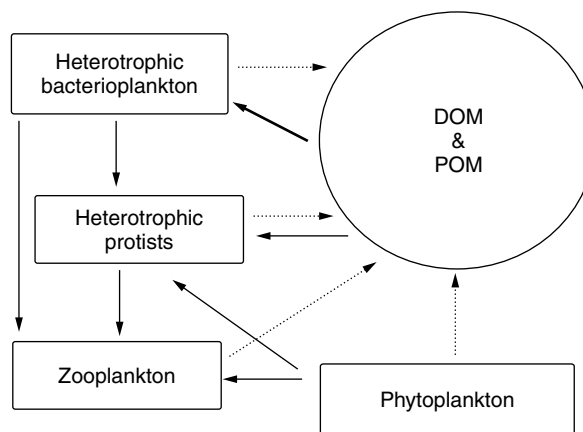 Heterotrophic
bacterioplankton
DOM
&
POM
Heterotrophic
protists
Zooplankton
Phytoplankton